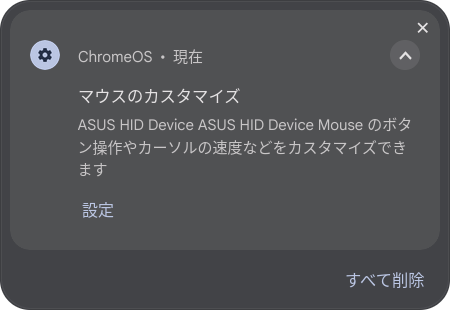 ChromeOS • 現在
マウスのカスタマイズ
ASUS HID Device ASUS HID Device Mouse のボタ
ン操作やカーソルの速度などをカスタマイズでき
ます
設定
すべて削除